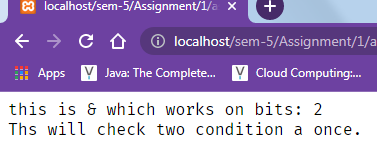 localhost/sem-5/Assignment/1/a
localhost/sem-5/Assignment/1/a
Apps
Java: The Complete...
Cloud Computing:...
this is & which works on bits: 2
Ths will check two condition a once.